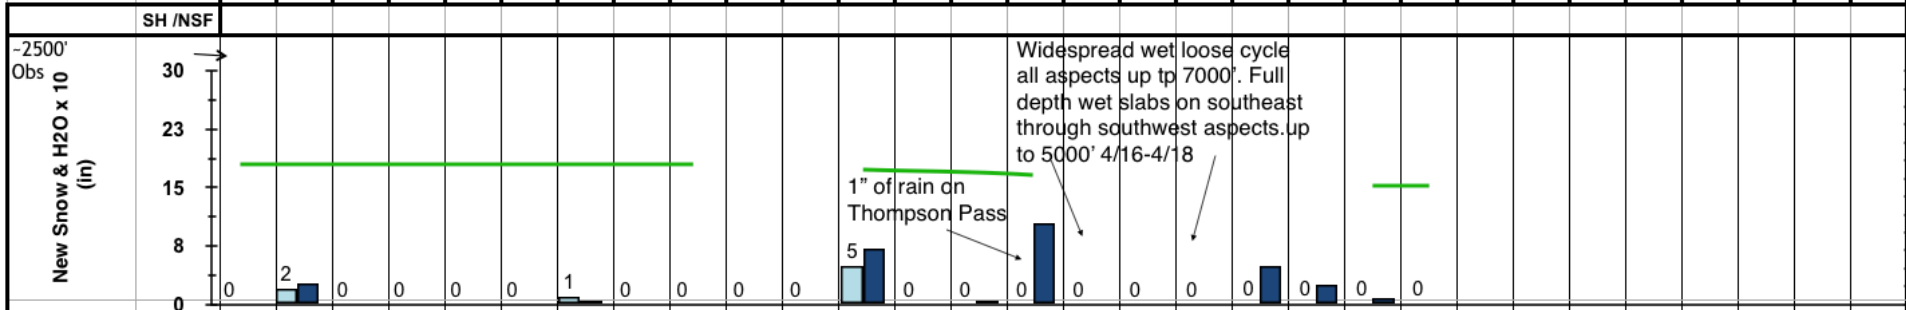 SH /NSF
~2500'
Obs
New Snow & H2O x 10
(in)
30
23
15
8
0
Widespread wet loose cycle
all aspects up tp 7000’. Full
depth wet slabs on southeast
through southwest aspects.up
to 5000’ 4/16-4/18
1” of rain on
Thompson Pass
0 2 0 0 0 0 1 0 0 0 0 5 0 0 0 0 0 0 0 0 0 0